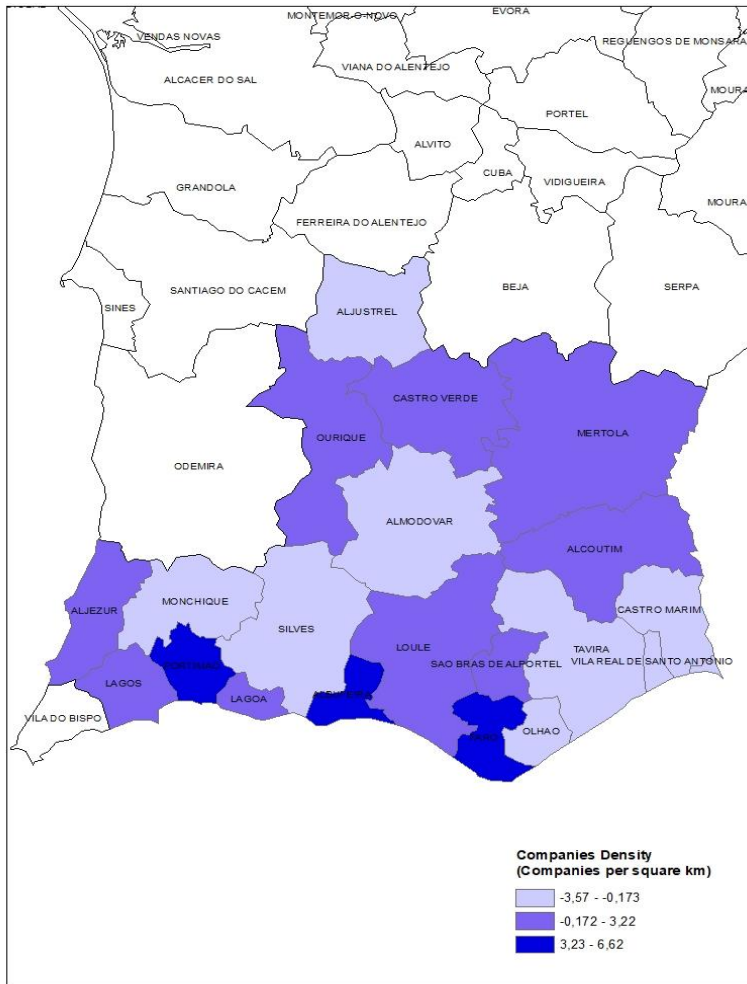 MONTEMOR-O-NOVO
EVORA
VENDAS NOVAS
REGUENGOS DE MONSARA
VIANA DO ALENTEJO
ALCACER DO SAL
MOURA
PORTEL
ALVITO
CUBA
VIDIGUEIRA
GRANDOLA
MOURA
FERREIRA DO ALENTEJO
SANTIAGO DO CACEM
BEJA
SERPA
SINES
ALJUSTREL
CASTRO VERDE
MERTOLA
OURIQUE
ODEMIRA
ALMODOVAR
ALCOUTIM
MONCHIQUE
ALJEZUR
CASTRO MARIM
SILVES
LOULE
TAVIRA
SAO BRAS DE ALPORTEL
VILA REAL DE SANTO ANTONIO
PORTIMAO
LAGOS
LAGOA
ALBUFEIRA
VILA DO BISPO
OLHAO
FARO
Companies Density
(Companies per square km)
-3,57 - -0,173
-0,172 - 3,22
3,23 - 6,62